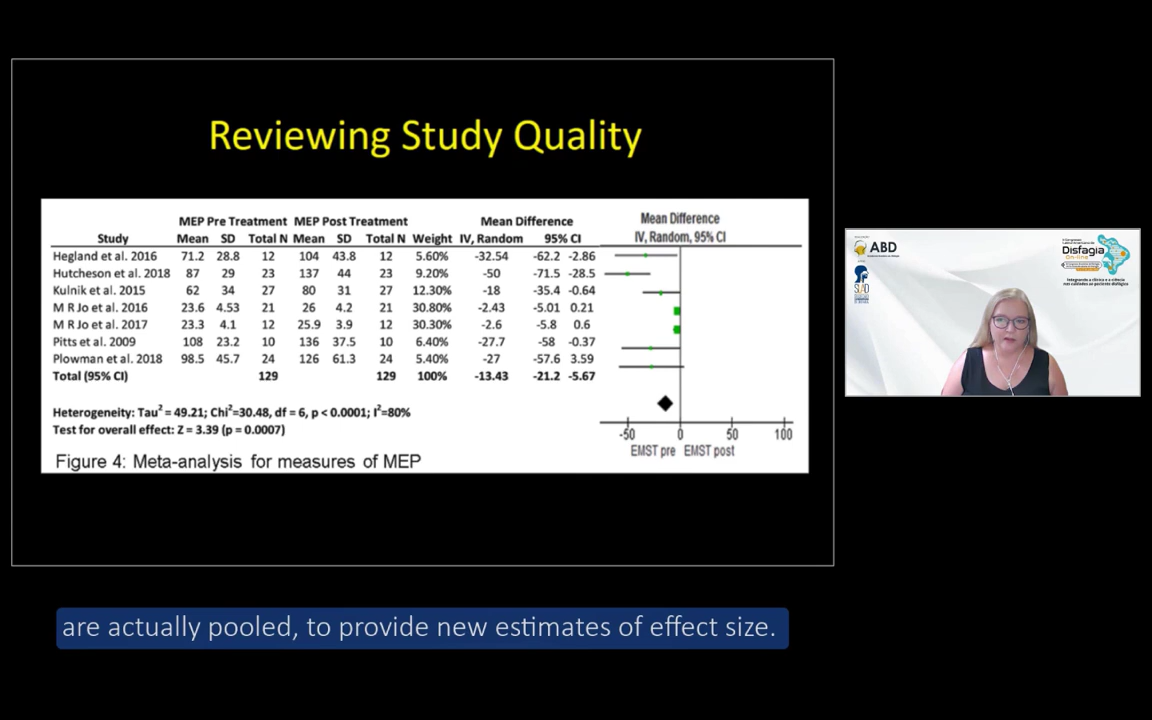 Reviewing Study Quality
MEP Pre Treatment MEP Post Treatment Mean Difference Mean Difference
Study Mean SD Total N Mean SD Total N Weight IV, Random 95% CI IV, Random, 95% CI
Hegland et al. 2016 71.2 28.8 12 104 43.8 12 5.60% -32.54 -62.2 -2.86
Hutcheson et al. 2018 87 29 23 137 44 23 9.20% -50 -71.5 -28.5
Kulnik et al. 2015 62 34 27 80 31 27 12.30% -18 -35.4 -0.64
M R Jo et al. 2016 23.6 4.53 21 26 4.2 21 30.80% -2.43 -5.01 0.21
M R Jo et al. 2017 23.3 4.1 12 25.9 3.9 12 30.30% -2.6 -5.8 0.6
Pitts et al. 2009 108 23.2 10 136 37.5 10 6.40% -27.7 -58 -0.37
Plowman et al. 2018 98.5 45.7 24 126 61.3 24 5.40% -27 -57.6 3.59
Total (95% CI) 129 129 100% -13.43 -21.2 -5.67
Heterogeneity: Tau² = 49.21; Chi²=30.48, df = 6, p < 0.0001; I²=80%
Test for overall effect: Z = 3.39 (p = 0.0007)
-50 0 50 100
EMST pre EMST post
Figure 4: Meta-analysis for measures of MEP
ABD
Disfagia
On-line
Integrando a clínica e a ciência
nos cuidados ao paciente disfágico
are actually pooled, to provide new estimates of effect size.